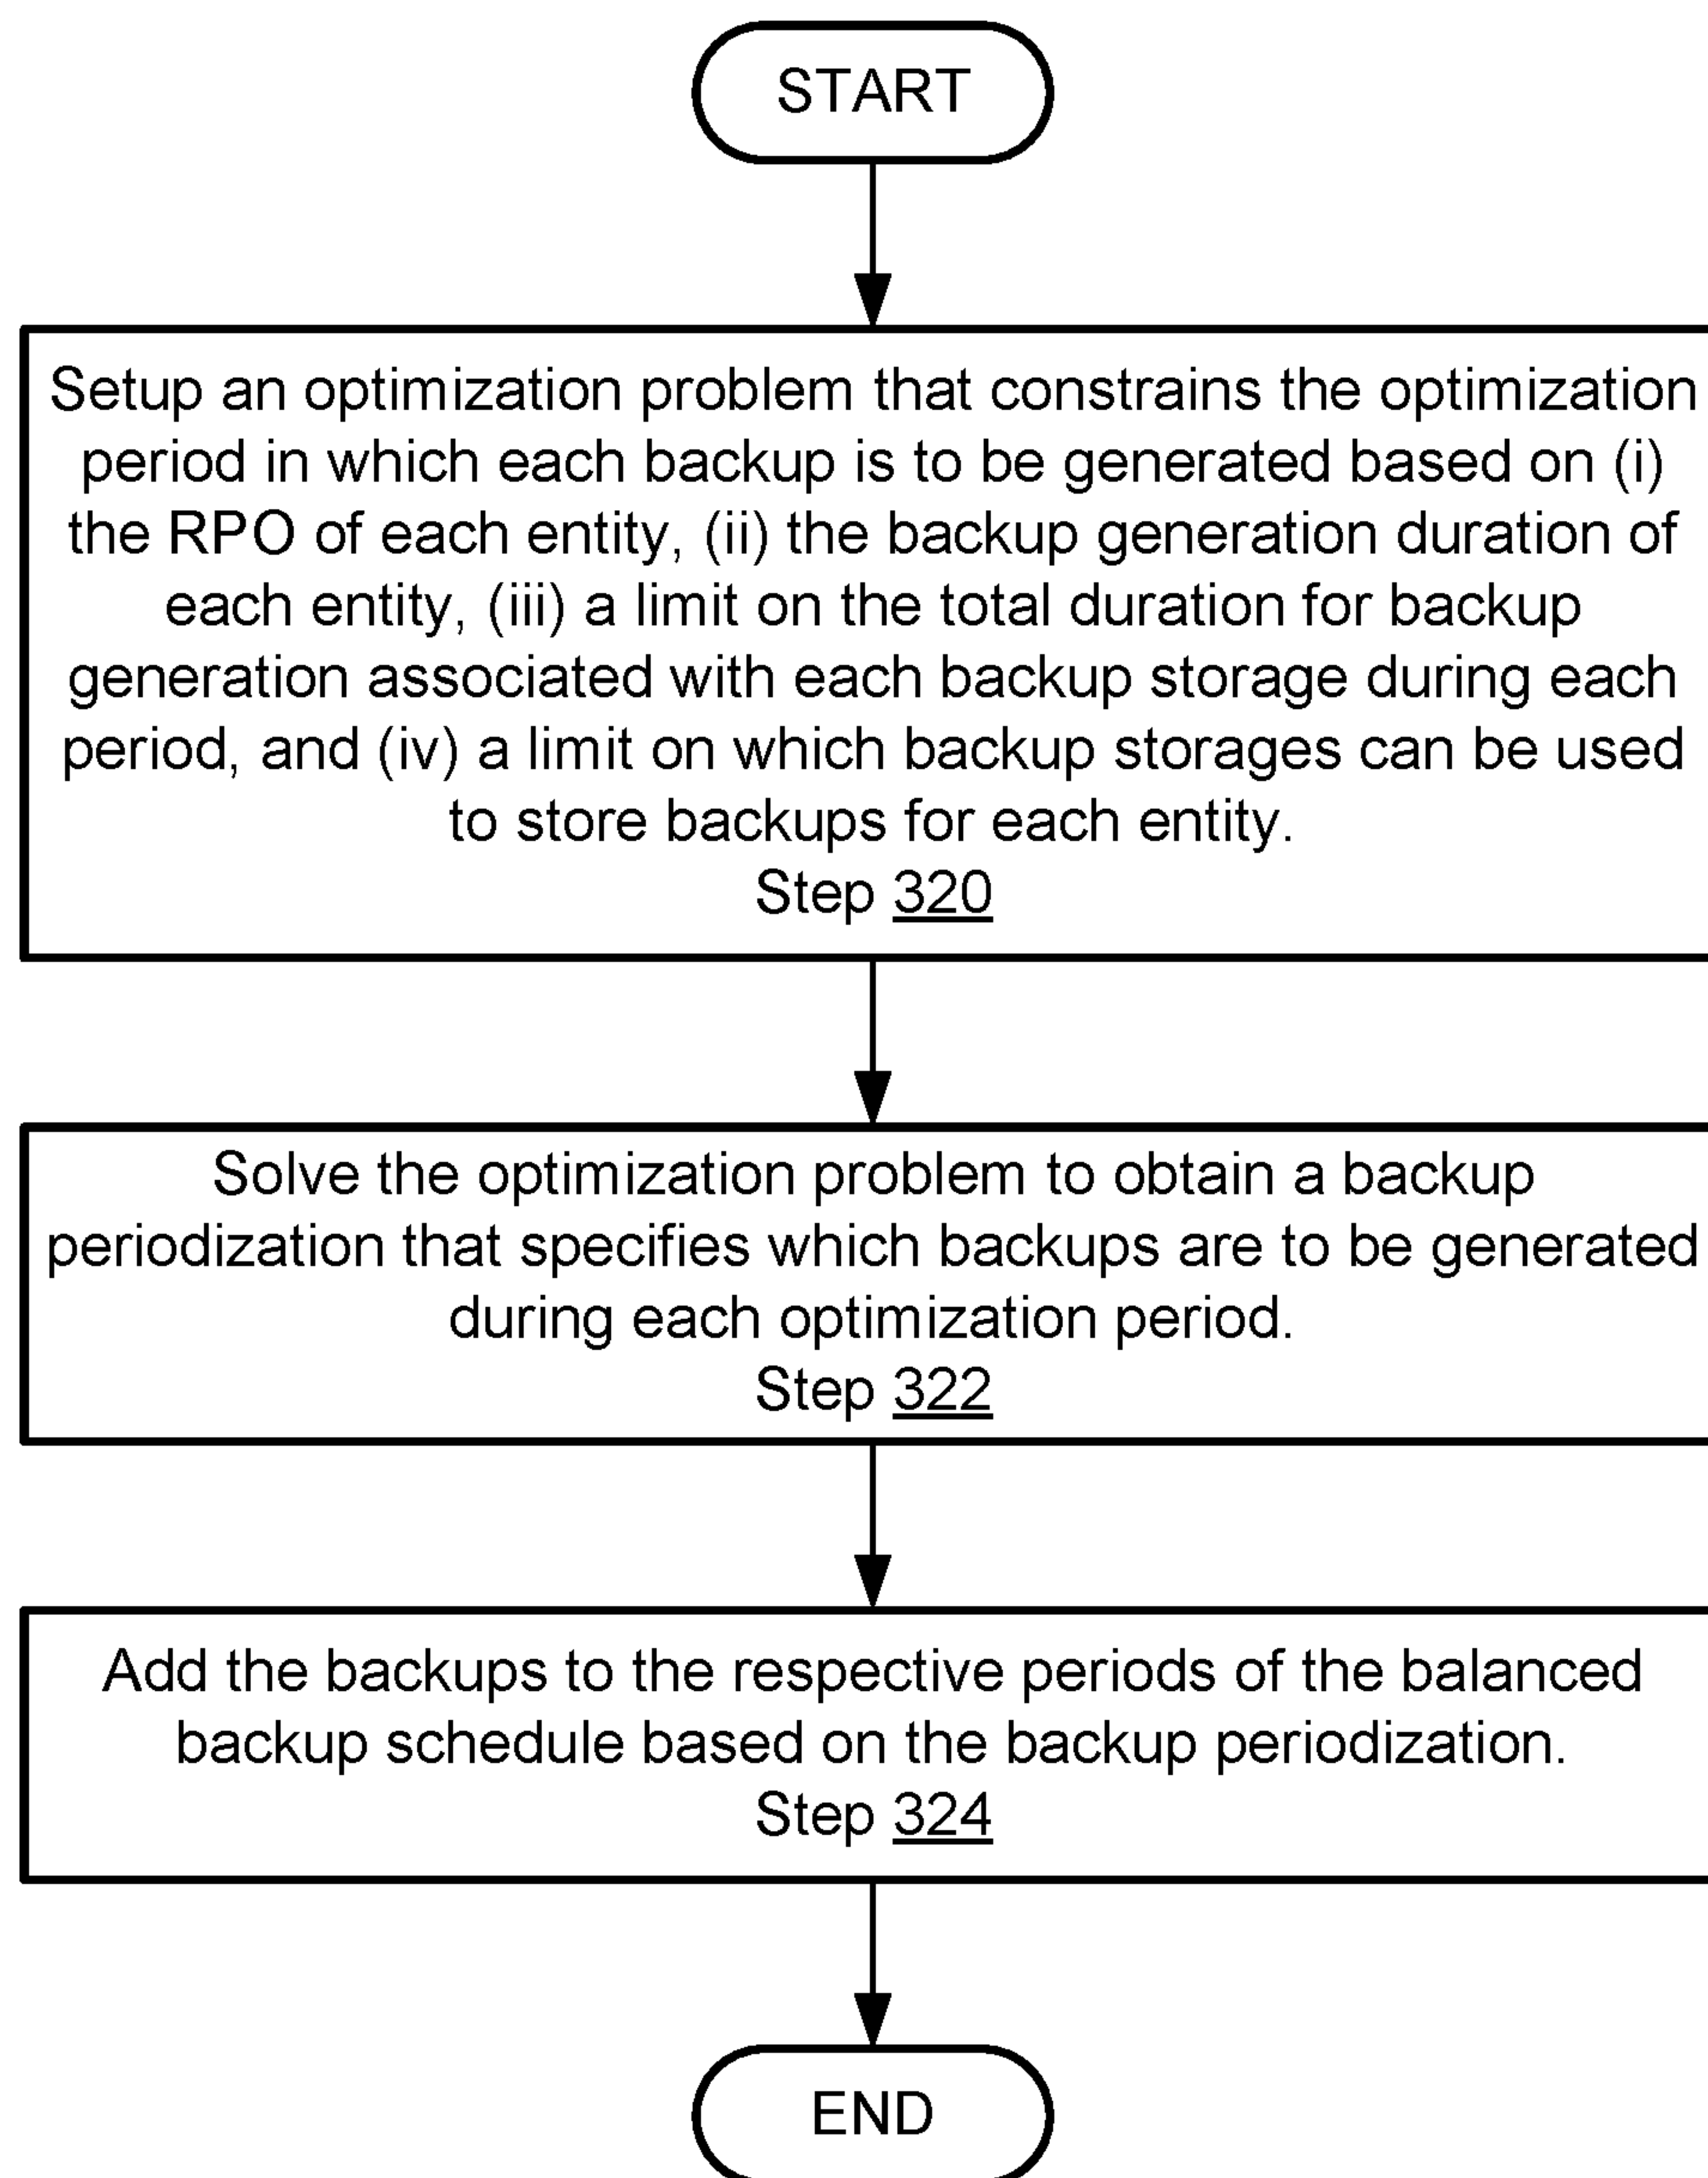 START
Setup an optimization problem that constrains the optimization
period in which each backup is to be generated based on (i)
the RPO of each entity, (ii) the backup generation duration of
each entity, (iii) a limit on the total duration for backup
generation associated with each backup storage during each
period, and (iv) a limit on which backup storages can be used
to store backups for each entity.
Step 320
Solve the optimization problem to obtain a backup
periodization that specifies which backups are to be generated
during each optimization period.
Step 322
Add the backups to the respective periods of the balanced
backup schedule based on the backup periodization.
Step 324
END